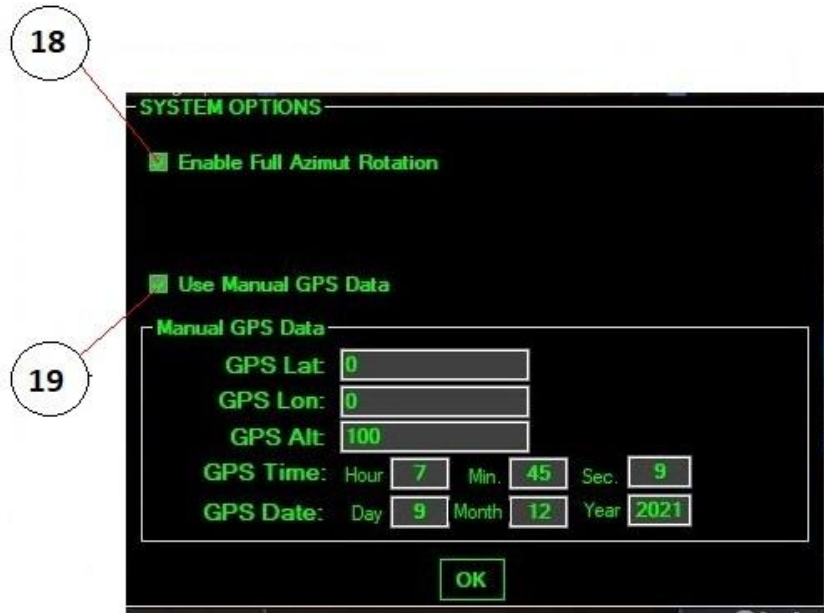 18
SYSTEM OPTIONS
Enable Full Azimut Rotation
Use Manual GPS Data
19
Manual GPS Data
GPS Lat: 0
GPS Lon: 0
GPS Alt: 100
GPS Time: Hour 7 Min. 45 Sec. 9
GPS Date: Day 9 Month 12 Year 2021
OK